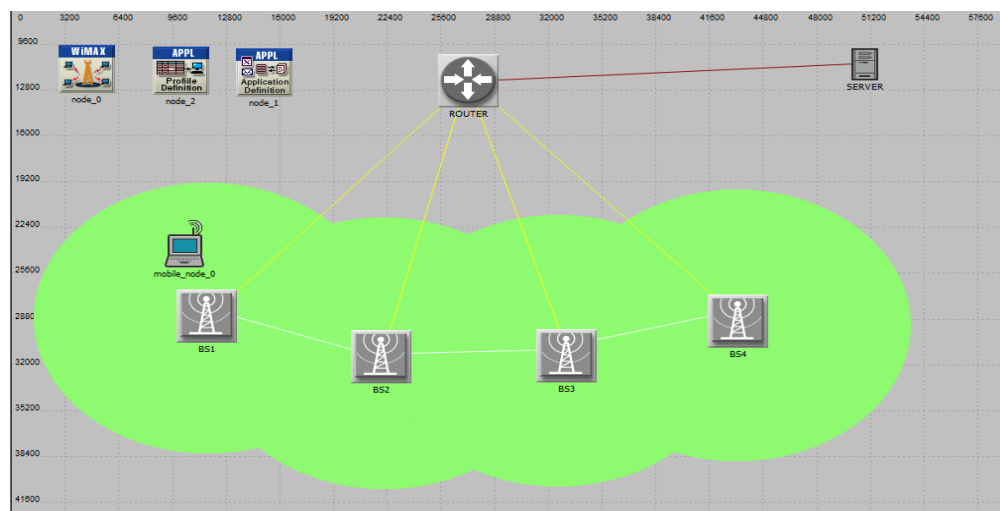 0 3200 6400 9600 12800 16000 19200 22400 25600 28800 32000 35200 38400 41600 44800 48000 51200 54400 57600
9600
WiMAX
APPL
APPL
Profile
Definition
Application
Definition
node_0
node_2
node_1
SERVER
12800
ROUTER
16000
19200
22400
mobile_node_0
25600
2880
BS1
BS2
BS3
BS4
32000
35200
38400
41600